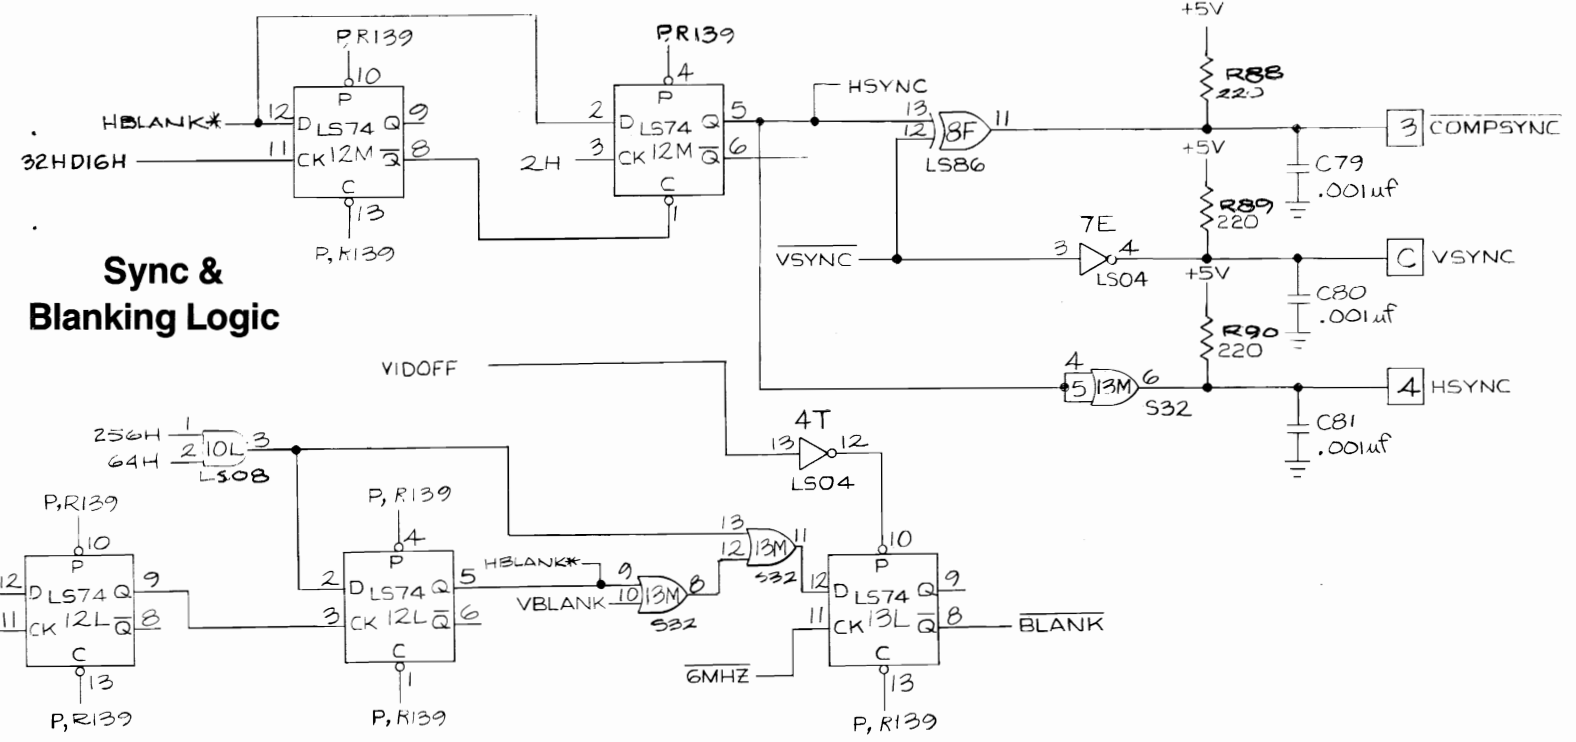 +5V
P,R139
PR139
10
4
R88
220
HBLANK*
12
P
D LS74 Q
9
2
P
D LS74 Q
5
HSYNC
13
12
8F
11
LS86
3
COMPSYNC
32HDIGH
11
CK 12M Q
8
2H
3
CK 12M Q
6
+5V
C79
.001uf
C
13
C
1
P,R139
R89
220
7E
Sync &
Blanking Logic
VSYNC
3
4
LS04
+5V
C
VSYNC
C80
.001uf
R90
220
VIDOFF
4
5
13M
6
S32
4
HSYNC
C81
.001uf
256H
1
64H
2
10L
3
LS08
4T
13
12
LS04
P,R139
P,R139
10
4
13
12
13M
11
S32
10
12
P
D LS74 Q
9
2
P
D LS74 Q
5
HBLANK*
9
VBLANK
10
13M
8
S32
12
P
D LS74 Q
9
11
CK 12L Q
8
3
CK 12L Q
6
11
CK 13L Q
8
BLANK
C
13
C
1
6MHZ
C
13
P,R139
P,R139
P,R139